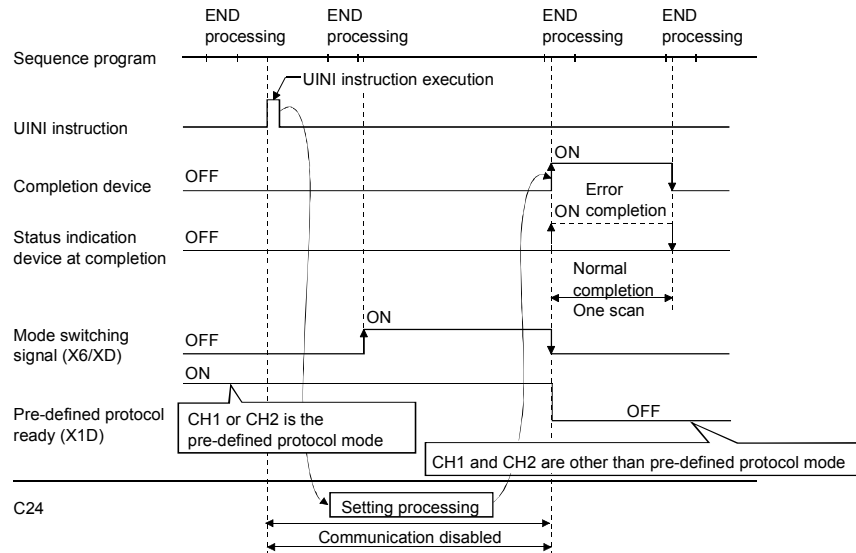 END processing
END processing
END processing
END processing
Sequence program
UINI instruction execution
UINI instruction
ON
Completion device
OFF
Error completion
ON
Status indication device at completion
OFF
Normal completion
One scan
Mode switching signal (X6/XD)
OFF
ON
ON
Pre-defined protocol ready (X1D)
CH1 or CH2 is the pre-defined protocol mode
OFF
CH1 and CH2 are other than pre-defined protocol mode
C24
Setting processing
Communication disabled